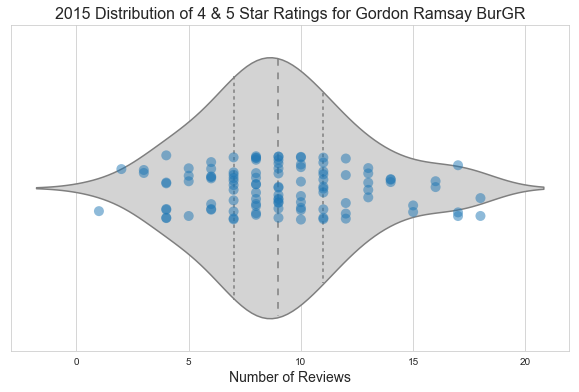 2015 Distribution of 4 & 5 Star Ratings for Gordon Ramsay BurGR
0 5 10 15 20
Number of Reviews